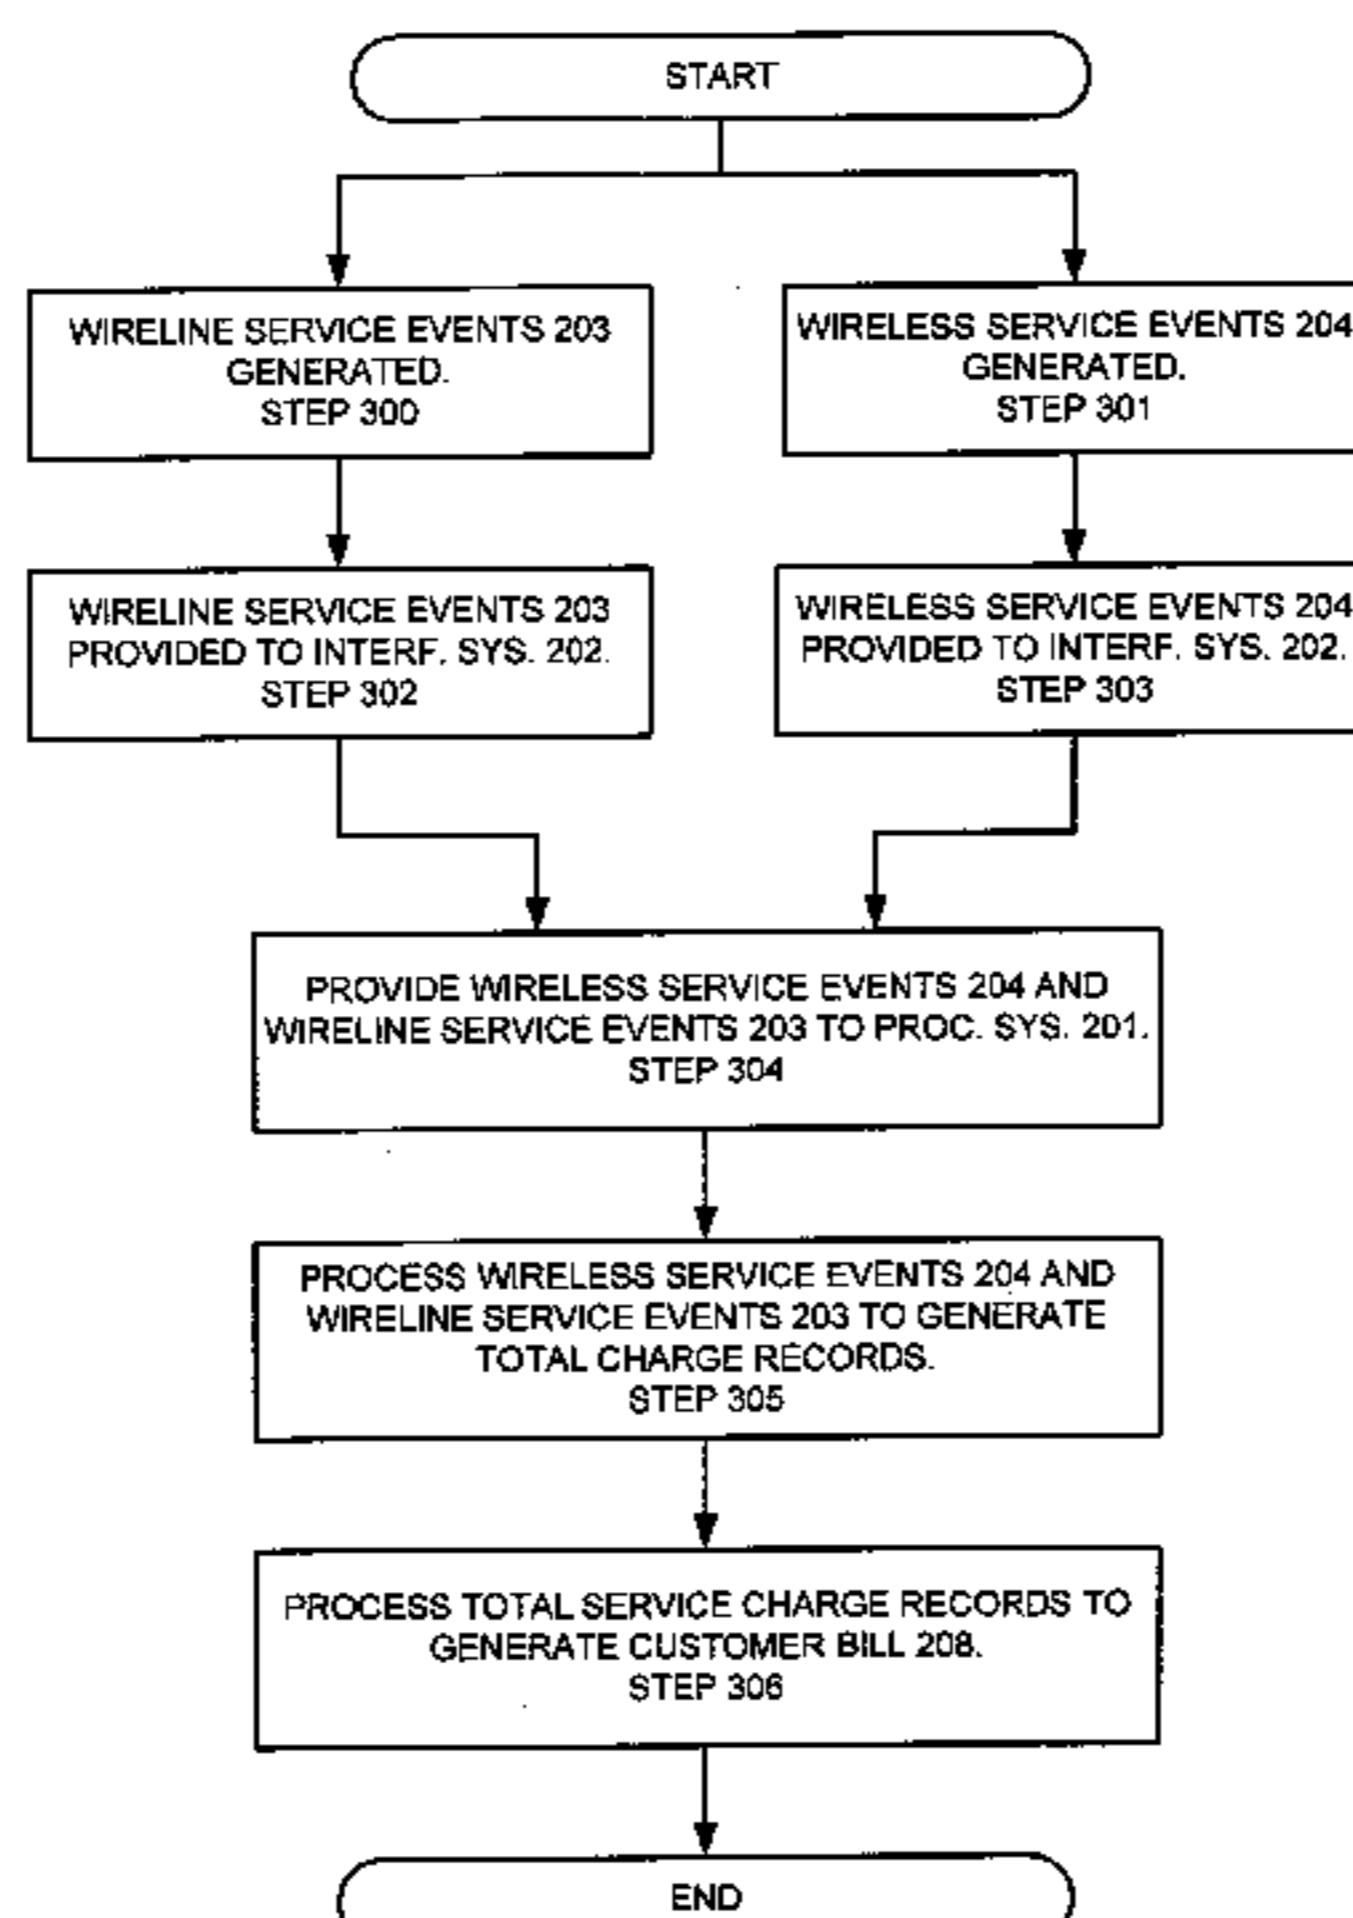 START
WIRELINE SERVICE EVENTS 203
GENERATED.
STEP 300
WIRELESS SERVICE EVENTS 204
GENERATED.
STEP 301
WIRELINE SERVICE EVENTS 203
PROVIDED TO INTERF. SYS. 202.
STEP 302
WIRELESS SERVICE EVENTS 204
PROVIDED TO INTERF. SYS. 202.
STEP 303
PROVIDE WIRELESS SERVICE EVENTS 204 AND
WIRELINE SERVICE EVENTS 203 TO PROC. SYS. 201.
STEP 304
PROCESS WIRELESS SERVICE EVENTS 204 AND
WIRELINE SERVICE EVENTS 203 TO GENERATE
TOTAL CHARGE RECORDS.
STEP 305
PROCESS TOTAL SERVICE CHARGE RECORDS TO
GENERATE CUSTOMER BILL 208.
STEP 306
END